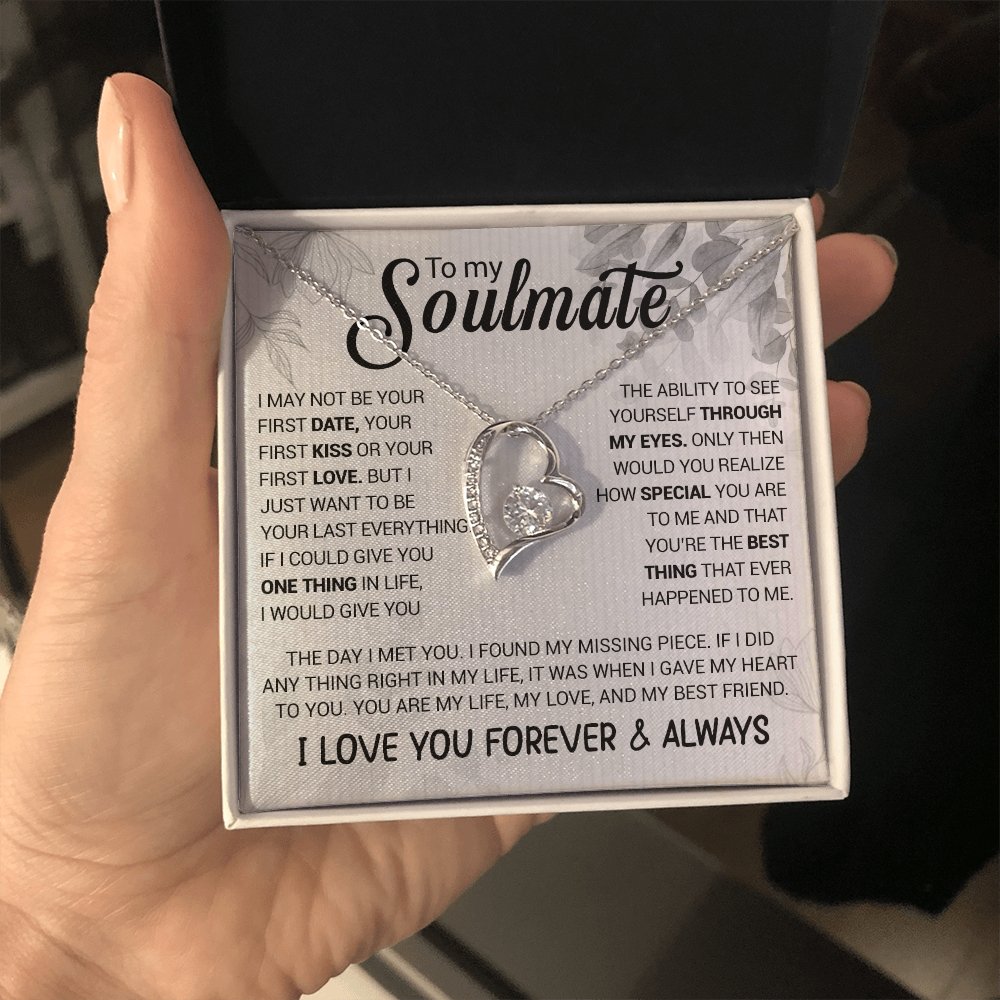 To my
Soulmate
I MAY NOT BE YOUR
FIRST DATE, YOUR
FIRST KISS OR YOUR
FIRST LOVE. BUT I
JUST WANT TO BE
YOUR LAST EVERYTHING
IF I COULD GIVE YOU
ONE THING IN LIFE,
I WOULD GIVE YOU
THE ABILITY TO SEE
YOURSELF THROUGH
MY EYES. ONLY THEN
WOULD YOU REALIZE
HOW SPECIAL YOU ARE
TO ME AND THAT
YOU'RE THE BEST
THING THAT EVER
HAPPENED TO ME.
THE DAY I MET YOU. I FOUND MY MISSING PIECE. IF I DID
ANY THING RIGHT IN MY LIFE, IT WAS WHEN I GAVE MY HEART
TO YOU. YOU ARE MY LIFE, MY LOVE, AND MY BEST FRIEND.
I LOVE YOU FOREVER & ALWAYS